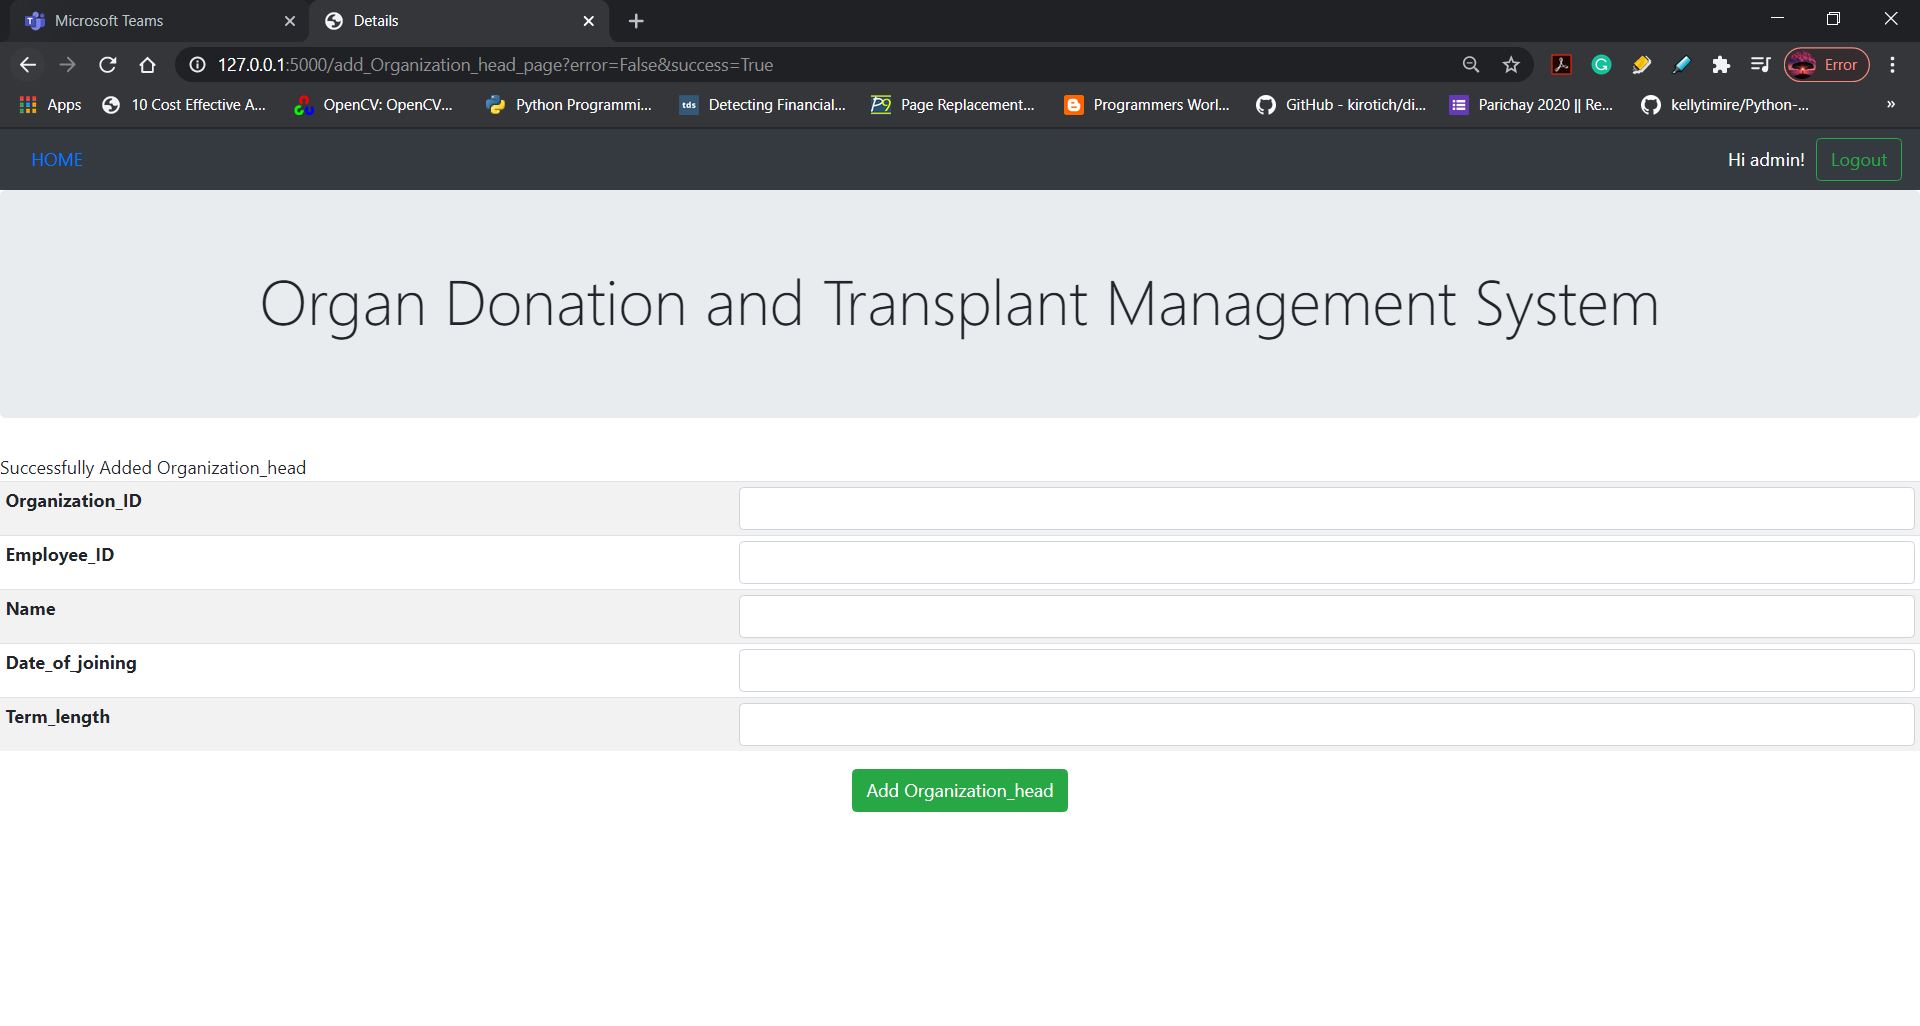 Microsoft Teams
Details
127.0.0.1:5000/add_Organization_head_page?error=False&success=True
Error
Apps
10 Cost Effective A...
OpenCV: OpenCV...
Python Programmi...
tds Detecting Financial...
P9 Page Replacement...
Programmers Worl...
GitHub - kirotich/di...
Parichay 2020 || Re...
kellytimire/Python-...
»
HOME
Hi admin!
Logout
Organ Donation and Transplant Management System
Successfully Added Organization_head
Organization_ID
Employee_ID
Name
Date_of_joining
Term_length
Add Organization_head